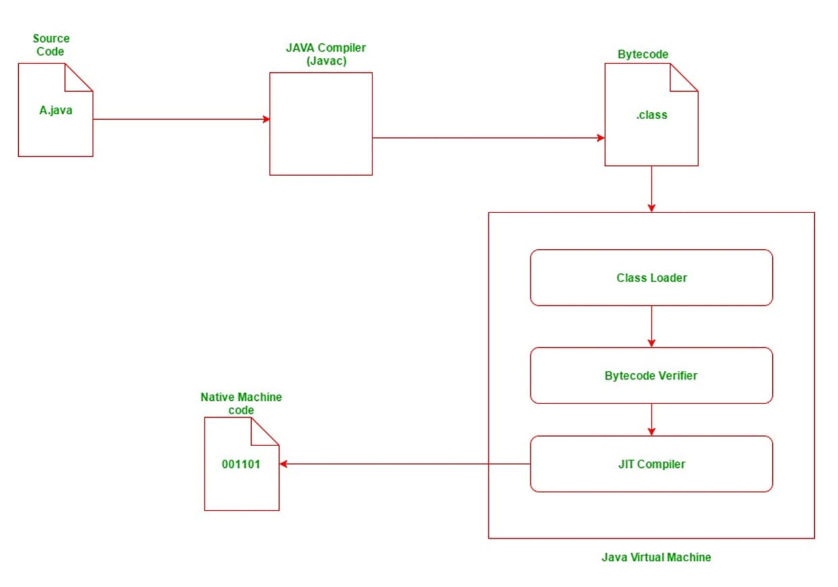 Source
Code
A.java
JAVA Compiler
(Javac)
Bytecode
.class
Class Loader
Bytecode Verifier
JIT Compiler
Java Virtual Machine
Native Machine
code
001101